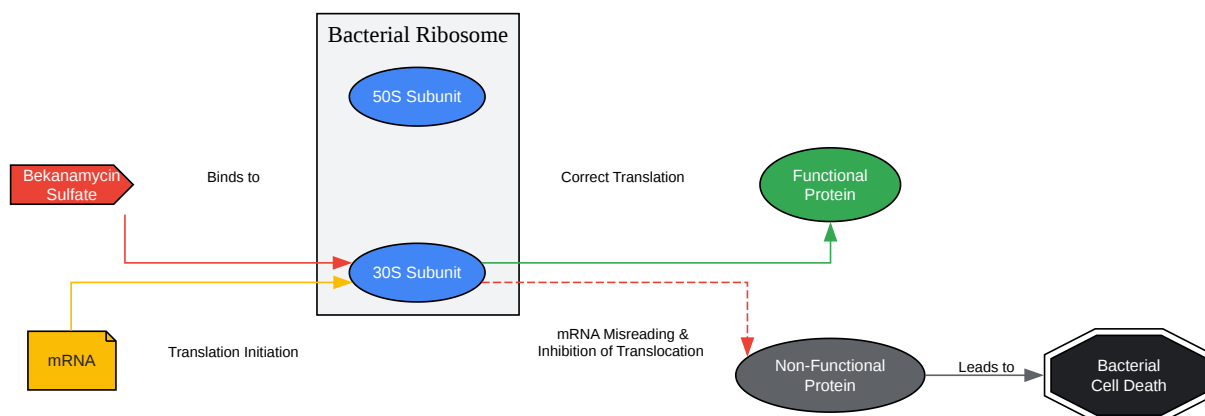 Bacterial Ribosome
50S Subunit
Bekanamycin
Sulfate
Binds to
Correct Translation
Functional
Protein
30S Subunit
mRNA
Translation Initiation
mRNA Misreading &
Inhibition of Translocation
Non-Functional
Protein
Leads to
Bacterial
Cell Death